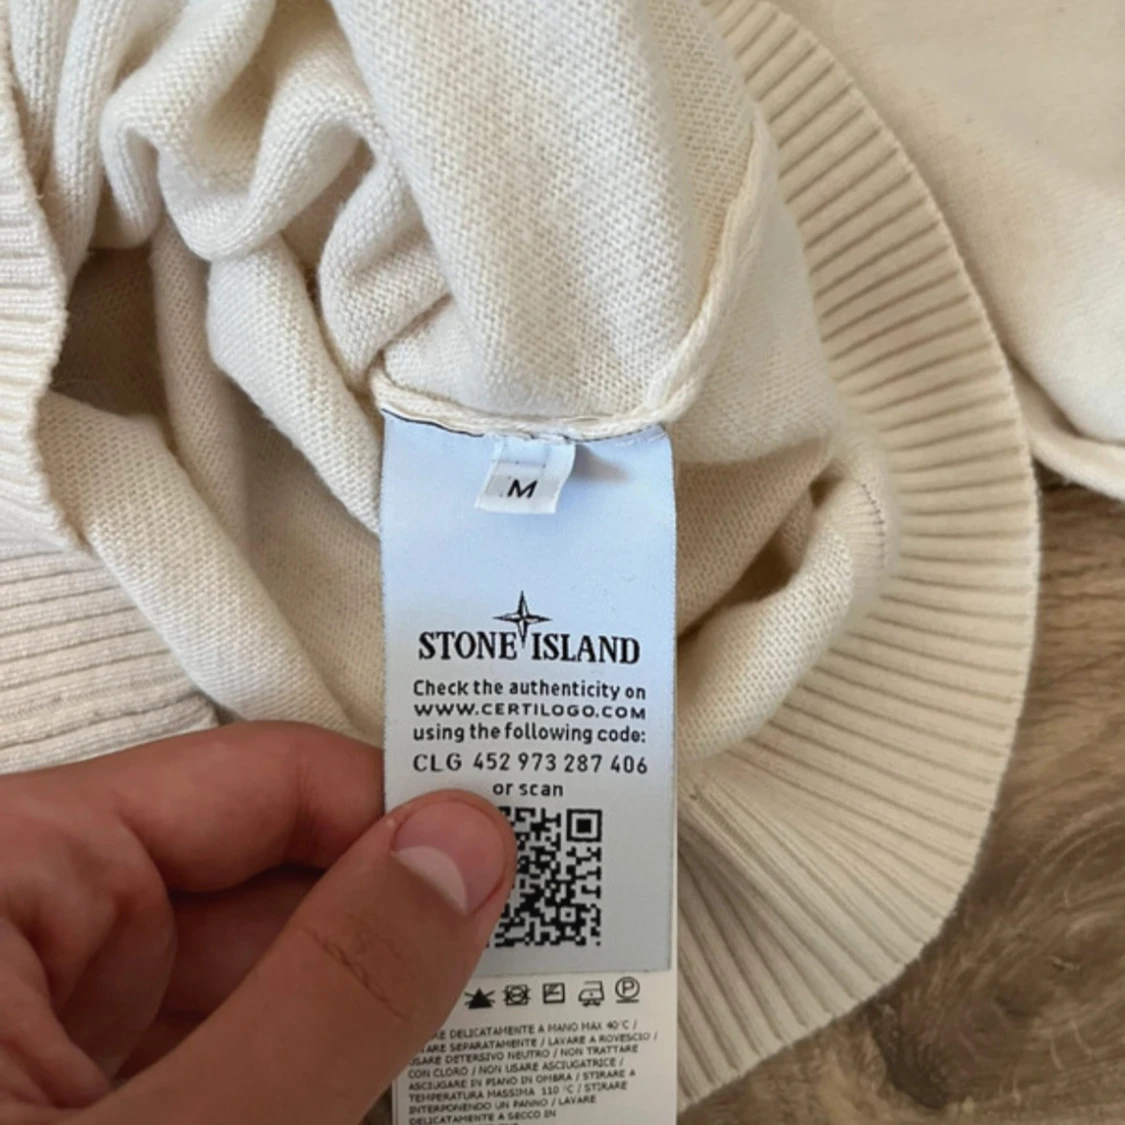 M
STONE ISLAND
Check the authenticity on
WWW.CERTILOGO.COM
using the following code:
CLG 452 973 287 406
or scan
P
DELICATAMENTE A MANO MAX 40°C /
SEPARATAMENTE / LAVARE A ROVESCIO /
USARE DETERSIVO NEUTRO / NON TRATTARE
CON CLORO / NON USARE ASCIUGATRICE /
ASCIUGARE IN PIANO IN OMBRA / STIRARE A
TEMPERATURA MASSIMA 110°C / STIRARE
INTERPONENDO UN PANNO / LAVARE
DELICATAMENTE A SECCO IN